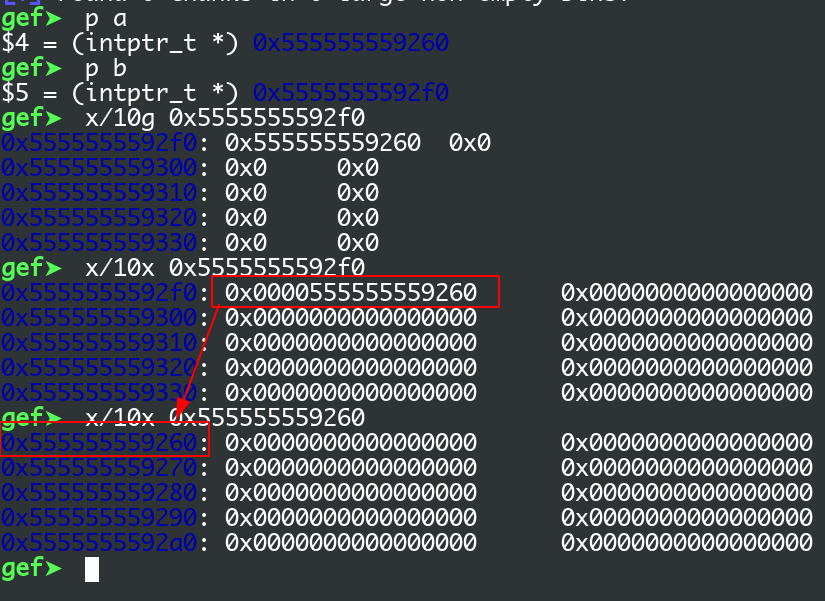 gef➤ p a
$4 = (intptr_t *) 0x555555559260
gef➤ p b
$5 = (intptr_t *) 0x5555555592f0
gef➤ x/10g 0x5555555592f0
0x5555555592f0: 0x555555559260 0x0
0x555555559300: 0x0 0x0
0x555555559310: 0x0 0x0
0x555555559320: 0x0 0x0
0x555555559330: 0x0 0x0
gef➤ x/10x 0x5555555592f0
0x5555555592f0: 0x0000555555559260 0x0000000000000000
0x555555559300: 0x0000000000000000 0x0000000000000000
0x555555559310: 0x0000000000000000 0x0000000000000000
0x555555559320: 0x0000000000000000 0x0000000000000000
0x555555559330: 0x0000000000000000 0x0000000000000000
gef➤ x/10x 0x555555559260
0x555555559260: 0x0000000000000000 0x0000000000000000
0x555555559270: 0x0000000000000000 0x0000000000000000
0x555555559280: 0x0000000000000000 0x0000000000000000
0x555555559290: 0x0000000000000000 0x0000000000000000
0x5555555592a0: 0x0000000000000000 0x0000000000000000
gef➤